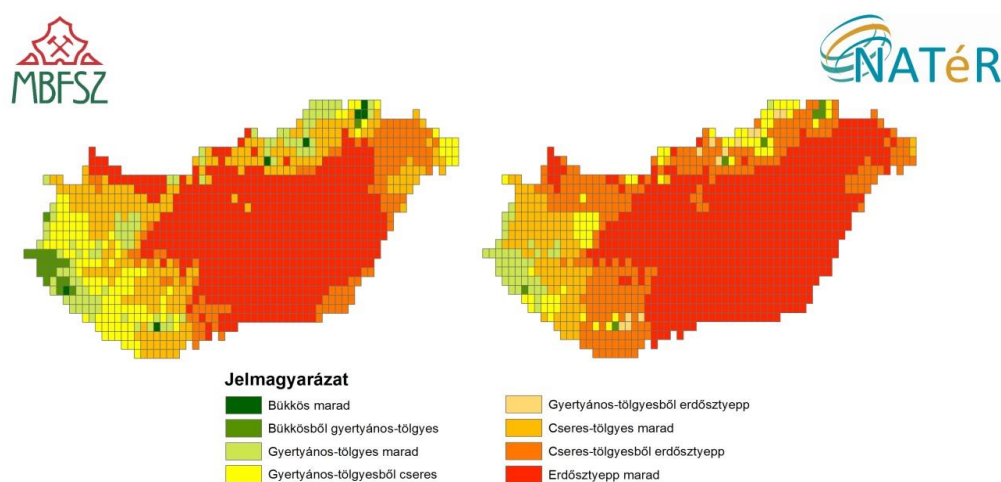 MBFSZ
NATéR
Jelmagyarázat
Bükkös marad
Bükkösből gyertyános-tölgyes
Gyertyános-tölgyes marad
Gyertyános-tölgyesből cseres
Gyertyános-tölgyesből erdősztyepp
Cseres-tölgyes marad
Cseres-tölgyesből erdősztyepp
Erdősztyepp marad